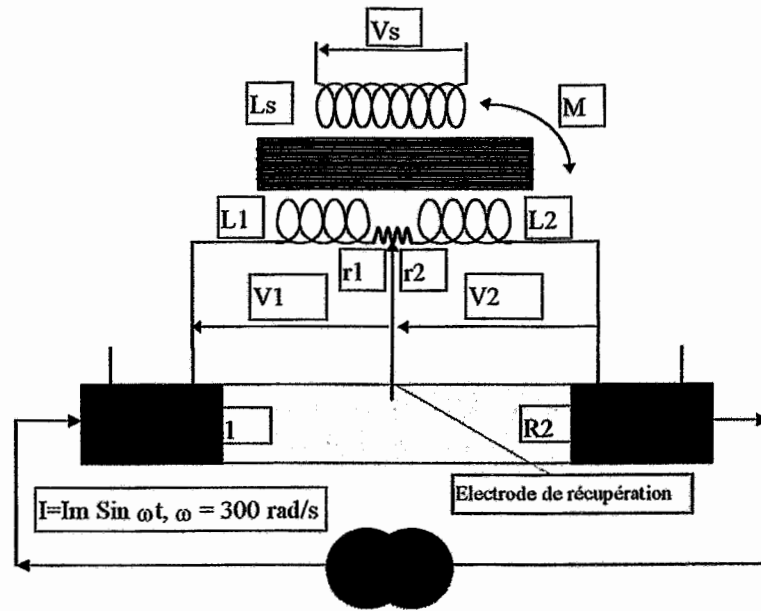 Vs
Ls
M
L1
L2
r1
r2
V1
V2
1
R2
Electrode de récupération
I=Im Sin ωt, ω = 300 rad/s